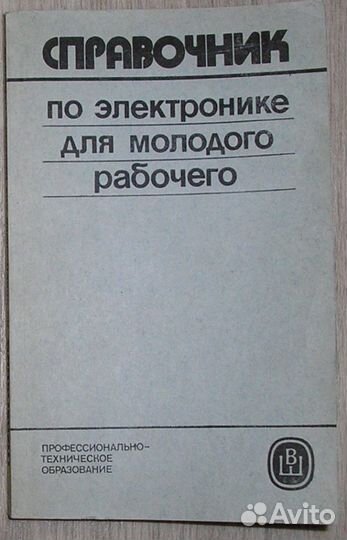 СПРАВОЧНИК
по электронике
для молодого
рабочего
ПРОФЕССИОНАЛЬНО-
ТЕХНИЧЕСКОЕ
ОБРАЗОВАНИЕ
ВШ
Avito